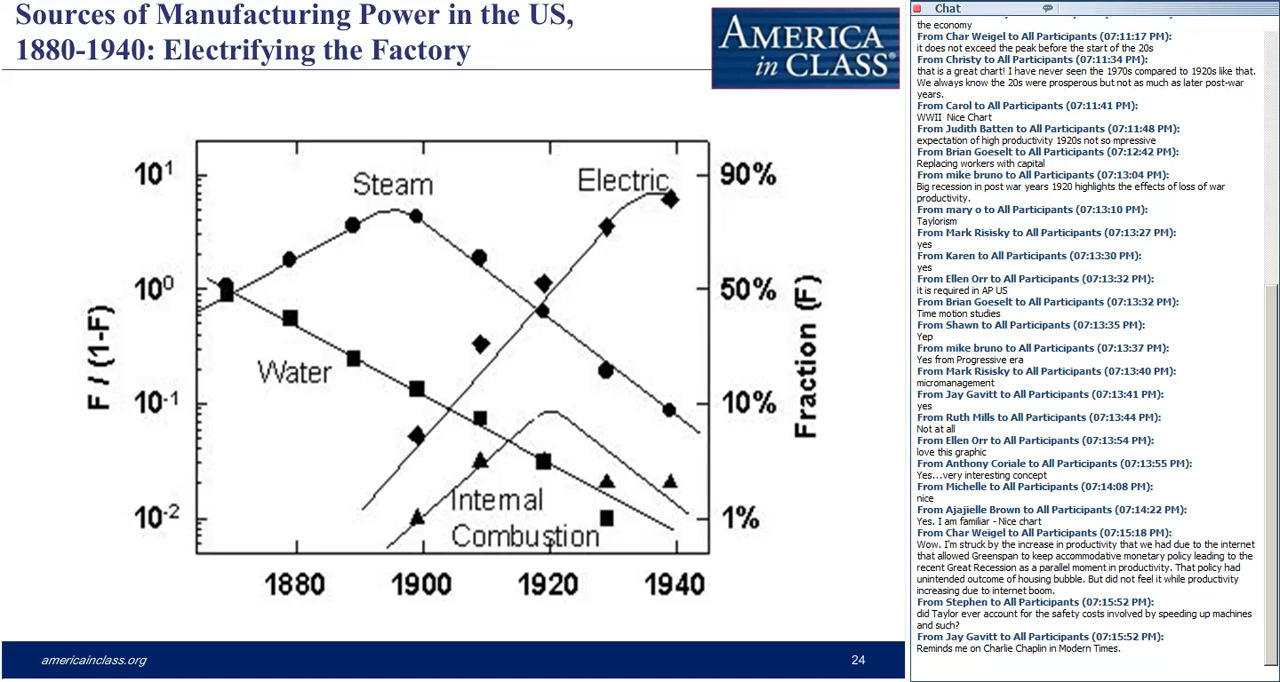 Sources of Manufacturing Power in the US,
1880-1940: Electrifying the Factory
AMERICA
in CLASS
10¹
10⁰
10⁻¹
10⁻²
F / (1-F)
Steam
Electric
Water
Internal
Combustion
90%
50%
10%
1%
Fraction (F)
1880
1900
1920
1940
americainclass.org
24
Chat
the economy
From Char Weigel to All Participants (07:11:17 PM):
it does not exceed the peak before the start of the 20s
From Christy to All Participants (07:11:34 PM):
that is a great chart! I have never seen the 1970s compared to 1920s like that.
We always know the 20s were prosperous but not as much as later post-war
years.
From Carol to All Participants (07:11:41 PM):
WWII Nice Chart
From Judith Batten to All Participants (07:11:48 PM):
expectation of high productivity 1920s not so mpressive
From Brian Goeselt to All Participants (07:12:42 PM):
Replacing workers with capital
From mike bruno to All Participants (07:13:04 PM):
Big recession in post war years 1920 highlights the effects of loss of war
productivity.
From mary o to All Participants (07:13:10 PM):
Taylorism
From Mark Risisky to All Participants (07:13:27 PM):
yes
From Karen to All Participants (07:13:30 PM):
yes
From Ellen Orr to All Participants (07:13:32 PM):
it is required in AP US
From Brian Goeselt to All Participants (07:13:32 PM):
Time motion studies
From Shawn to All Participants (07:13:35 PM):
Yep
From mike bruno to All Participants (07:13:37 PM):
Yes from Progressive era
From Mark Risisky to All Participants (07:13:40 PM):
micromanagement
From Jay Gavitt to All Participants (07:13:41 PM):
yes
From Ruth Mills to All Participants (07:13:44 PM):
Not at all
From Ellen Orr to All Participants (07:13:54 PM):
love this graphic
From Anthony Coriale to All Participants (07:13:55 PM):
Yes...very interesting concept
From Michelle to All Participants (07:14:08 PM):
nice
From Ajajielle Brown to All Participants (07:14:22 PM):
Yes. I am familiar - Nice chart
From Char Weigel to All Participants (07:15:18 PM):
Wow. I'm struck by the increase in productivity that we had due to the internet
that allowed Greenspan to keep accommodative monetary policy leading to the
recent Great Recession as a parallel moment in productivity. That policy had
unintended outcome of housing bubble. But did not feel it while productivity
increasing due to internet boom.
From Stephen to All Participants (07:15:52 PM):
did Taylor ever account for the safety costs involved by speeding up machines
and such?
From Jay Gavitt to All Participants (07:15:52 PM):
Reminds me on Charlie Chaplin in Modern Times.